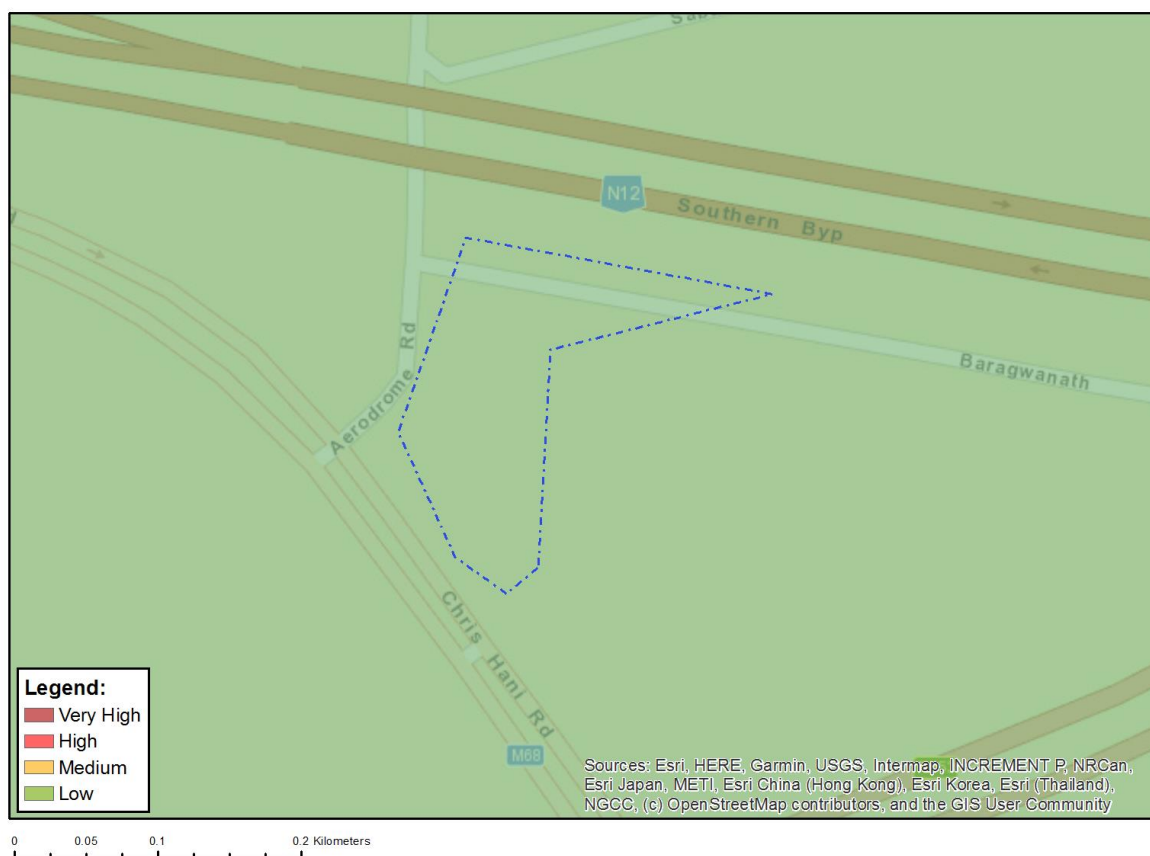 N12
Southern Byp
Aerodrome Rd
Baragwanath
Chris Hani Rd
M68
Legend:
Very High
High
Medium
Low
Sources: Esri, HERE, Garmin, USGS, Intermap, INCREMENT P, NRCan,
Esri Japan, METI, Esri China (Hong Kong), Esri Korea, Esri (Thailand),
NGCC, (c) OpenStreetMap contributors, and the GIS User Community
0 0.05 0.1 0.2 Kilometers